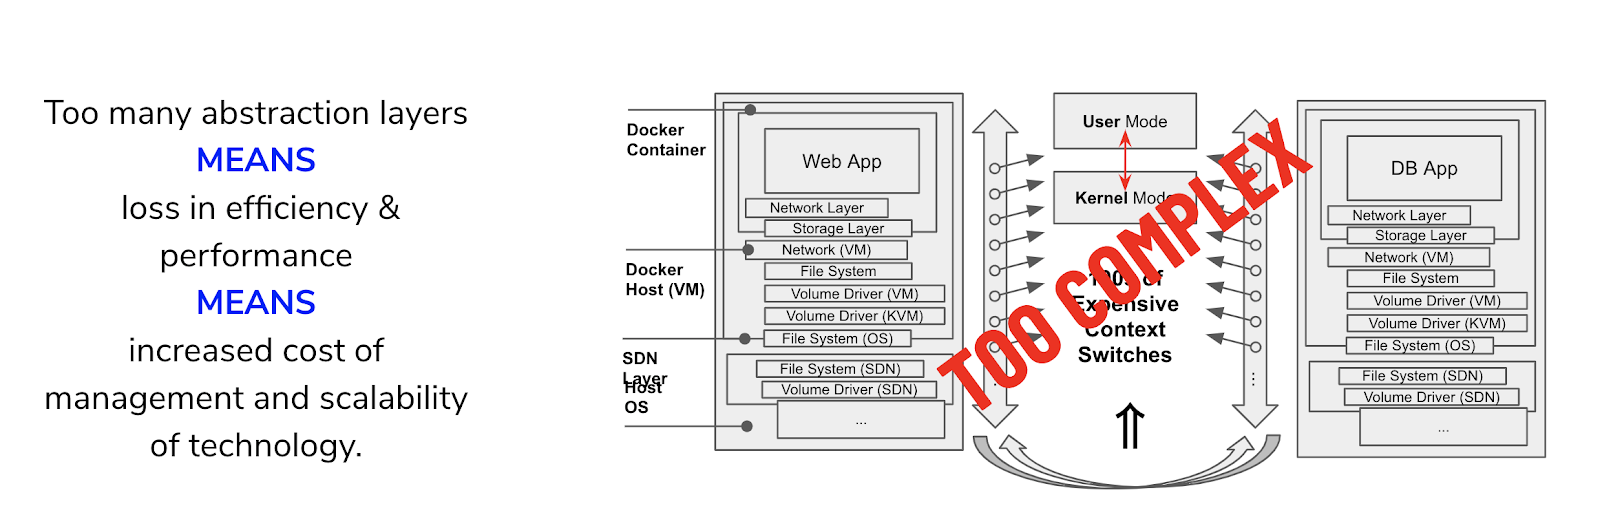 Too many abstraction layers
MEANS
loss in efficiency &
performance
MEANS
increased cost of
management and scalability
of technology.
Docker
Container
Docker
Host (VM)
SDN
Layer
Host
OS
Web App
Network Layer
Storage Layer
Network (VM)
File System
Volume Driver (VM)
Volume Driver (KVM)
File System (OS)
File System (SDN)
Volume Driver (SDN)
...
User Mode
Kernel Mode
100s of
Expensive
Context
Switches
TOO COMPLEX
DB App
Network Layer
Storage Layer
Network (VM)
File System
Volume Driver (VM)
Volume Driver (KVM)
File System (OS)
File System (SDN)
Volume Driver (SDN)
...